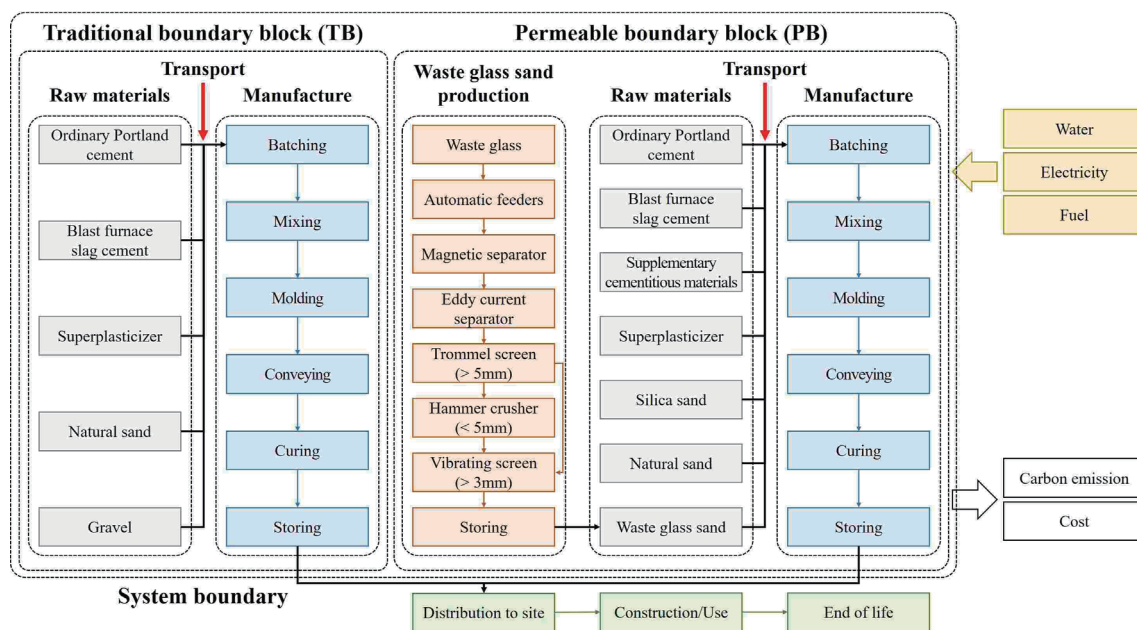 Traditional boundary block (TB)
Transport
Raw materials
Manufacture
Ordinary Portland
cement
Blast furnace
slag cement
Superplasticizer
Natural sand
Gravel
Batching
Mixing
Molding
Conveying
Curing
Storing
Permeable boundary block (PB)
Waste glass sand
production
Transport
Raw materials
Manufacture
Waste glass
Automatic feeders
Magnetic separator
Eddy current
separator
Trommel screen
(> 5mm)
Hammer crusher
(< 5mm)
Vibrating screen
(> 3mm)
Storing
Ordinary Portland
cement
Blast furnace
slag cement
Supplementary
cementitious materials
Superplasticizer
Silica sand
Natural sand
Waste glass sand
Batching
Mixing
Molding
Conveying
Curing
Storing
Water
Electricity
Fuel
Carbon emission
Cost
System boundary
Distribution to site
Construction/Use
End of life